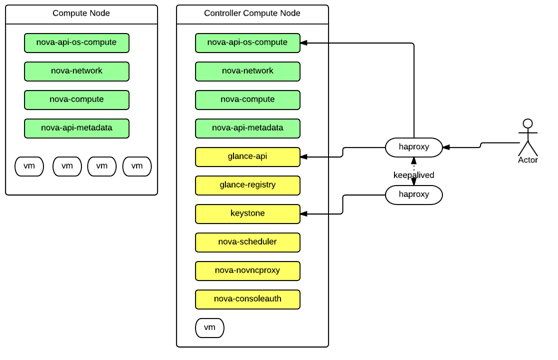 Compute Node
nova-api-os-compute
nova-network
nova-compute
nova-api-metadata
vm vm vm vm
Controller Compute Node
nova-api-os-compute
nova-network
nova-compute
nova-api-metadata
glance-api
glance-registry
keystone
nova-scheduler
nova-novncproxy
nova-consoleauth
vm
haproxy
keepalived
haproxy
Actor